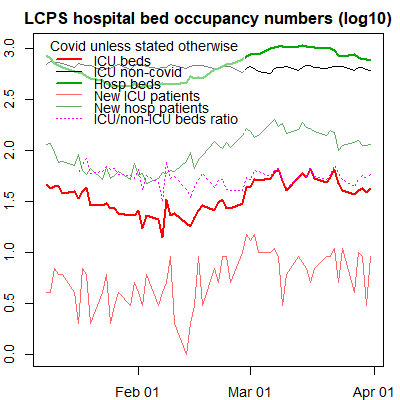 LCPS hospital bed occupancy numbers (log10)
Covid unless stated otherwise
ICU beds
ICU non-covid
Hosp beds
New ICU patients
New hosp patients
ICU/non-ICU beds ratio
3.0
2.5
2.0
1.5
1.0
0.5
0.0
Feb 01
Mar 01
Apr 01